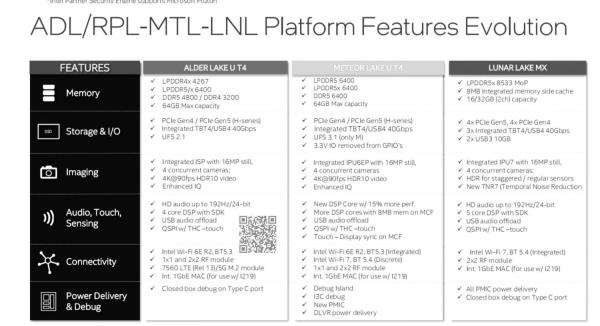 *Intel Partner Security Engine supports Microsoft Pluton
ADL/RPL-MTL-LNL Platform Features Evolution
FEATURES
ALDER LAKE U T4
METEOR LAKE U T4
LUNAR LAKE MX
Memory
✓ LPDDR4x 4267
✓ LPDDR5/x 6400
✓ DDR5 4800 / DDR4 3200
✓ 64GB Max capacity
✓ LPDDR5 6400
✓ LPDDR5x 6400
✓ DDR5 6400
✓ 64GB Max capacity
✓ LPDDR5x 8533 MoP
✓ 8MB Integrated memory side cache
✓ 16/32GB (2ch) capacity
SSD
Storage & I/O
✓ PCIe Gen4 / PCIe Gen5 (H-series)
✓ Integrated TBT4/USB4 40Gbps
✓ UFS 2.1
✓ PCIe Gen4 / PCIe Gen5 (H-series)
✓ Integrated TBT4/USB4 40Gbps
✓ UFS 3.1 (only M)
✓ 3.3V IO removed from GPIO's
✓ 4x PCIe Gen5, 4x PCIe Gen4
✓ 3x Integrated TBT4/USB4 40Gbps
✓ 2x USB3 10GB
Imaging
✓ Integrated ISP with 16MP still,
✓ 4 concurrent cameras;
✓ 4K@90fps HDR10 video
✓ Enhanced IQ
✓ Integrated IPU6EP with 16MP still,
✓ 4 concurrent cameras;
✓ 4K@90fps HDR10 video
✓ Enhanced IQ
✓ Integrated IPU7 with 16MP still,
✓ 4 concurrent cameras;
✓ HDR for staggered / regular sensors
✓ New TNR7 (Temporal Noise Reduction
Audio, Touch,
Sensing
✓ HD audio up to 192Hz/24-bit
✓ 4 core DSP with SDK
✓ USB audio offload
✓ QSPI w/ THC –touch
✓ New DSP Core w/ 15% more perf.
✓ More DSP cores with 8MB mem on MCF
✓ USB audio offload
✓ QSPI w/ THC –touch
✓ Touch – Display sync on MCF
✓ HD audio up to 192Hz/24-bit
✓ 5 core DSP with SDK
✓ USB audio offload
✓ QSPI w/ THC –touch
Connectivity
✓ Intel Wi-Fi 6E R2, BT5.3
✓ 1x1 and 2x2 RF module
✓ 7560 LTE (Rel 13)/5G M.2 module
✓ Int. 1GbE MAC (for use w/ I219)
✓ Intel Wi-Fi 6E R2, BT5.3 (Integrated)
✓ Intel Wi-Fi 7, BT 5.4 (Discrete)
✓ 1x1 and 2x2 RF module
✓ Int. 1GbE MAC (for use w/ I219)
✓ Intel Wi-Fi 7, BT 5.4 (Integrated)
✓ 2x2 RF module
✓ Int. 1GbE MAC (for use w/ I219)
Power Delivery
& Debug
✓ Closed box debug on Type C port
✓ Debug Island
✓ I3C debug
✓ New PMIC
✓ DLVR power delivery
✓ All PMIC power delivery
✓ Closed box debug on Type C port